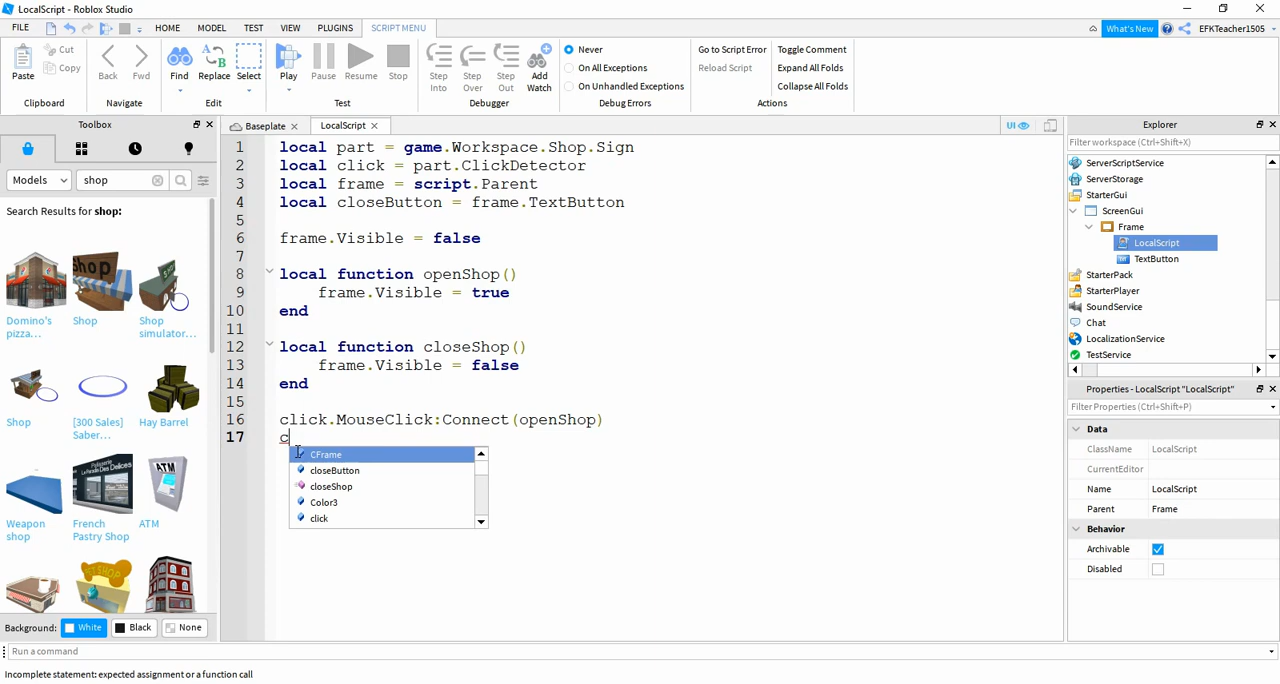 LocalScript - Roblox Studio
FILE HOME MODEL TEST VIEW PLUGINS SCRIPT MENU What's New EFKTeacher1505
Paste Cut Copy
Back Fwd
Find Replace Select
Play Pause Resume Stop
Step Into Step Over Step Out Add Watch
Never
On All Exceptions
On Unhandled Exceptions
Go to Script Error
Reload Script
Toggle Comment
Expand All Folds
Collapse All Folds
Clipboard Navigate Edit Test Debugger Debug Errors Actions
Toolbox
Models shop
Search Results for shop:
Domino's pizza...
Shop
Shop simulator...
Shop
[300 Sales] Saber...
Hay Barrel
Weapon shop
French Pastry Shop
ATM
Background: White Black None
Baseplate LocalScript UI
1 local part = game.Workspace.Shop.Sign
2 local click = part.ClickDetector
3 local frame = script.Parent
4 local closeButton = frame.TextButton
5
6 frame.Visible = false
7
8 local function openShop()
9 frame.Visible = true
10 end
11
12 local function closeShop()
13 frame.Visible = false
14 end
15
16 click.MouseClick:Connect(openShop)
17 c
CFrame
closeButton
closeShop
Color3
click
Explorer
Filter workspace (Ctrl+Shift+X)
ServerScriptService
ServerStorage
StarterGui
ScreenGui
Frame
LocalScript
TextButton
StarterPack
StarterPlayer
SoundService
Chat
LocalizationService
TestService
Properties - LocalScript "LocalScript"
Filter Properties (Ctrl+Shift+P)
Data
ClassName LocalScript
CurrentEditor
Name LocalScript
Parent Frame
Behavior
Archivable
Disabled
Run a command
Incomplete statement: expected assignment or a function call